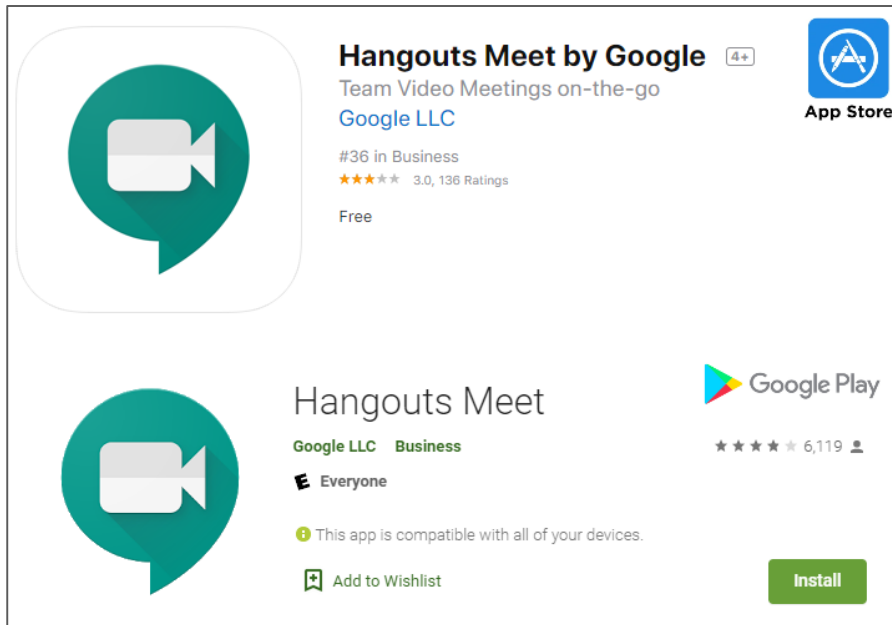 Hangouts Meet by Google 4+
Team Video Meetings on-the-go
Google LLC
App Store
#36 in Business
3.0, 136 Ratings
Free
Hangouts Meet
Google Play
Google LLC Business
6,119
E Everyone
This app is compatible with all of your devices.
Add to Wishlist
Install